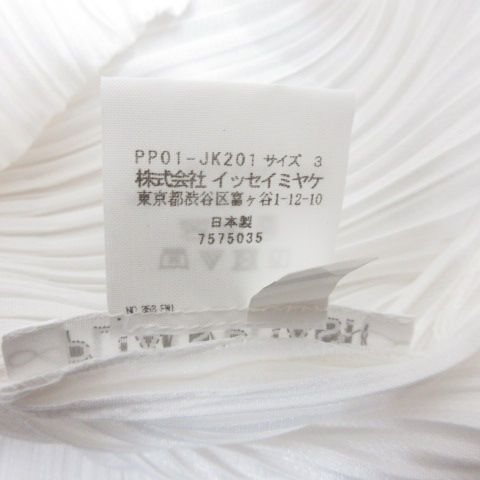 PP01-JK201 サイズ 3
株式会社 イッセイミヤケ
東京都渋谷区富ヶ谷1-12-10
日本製
7575035